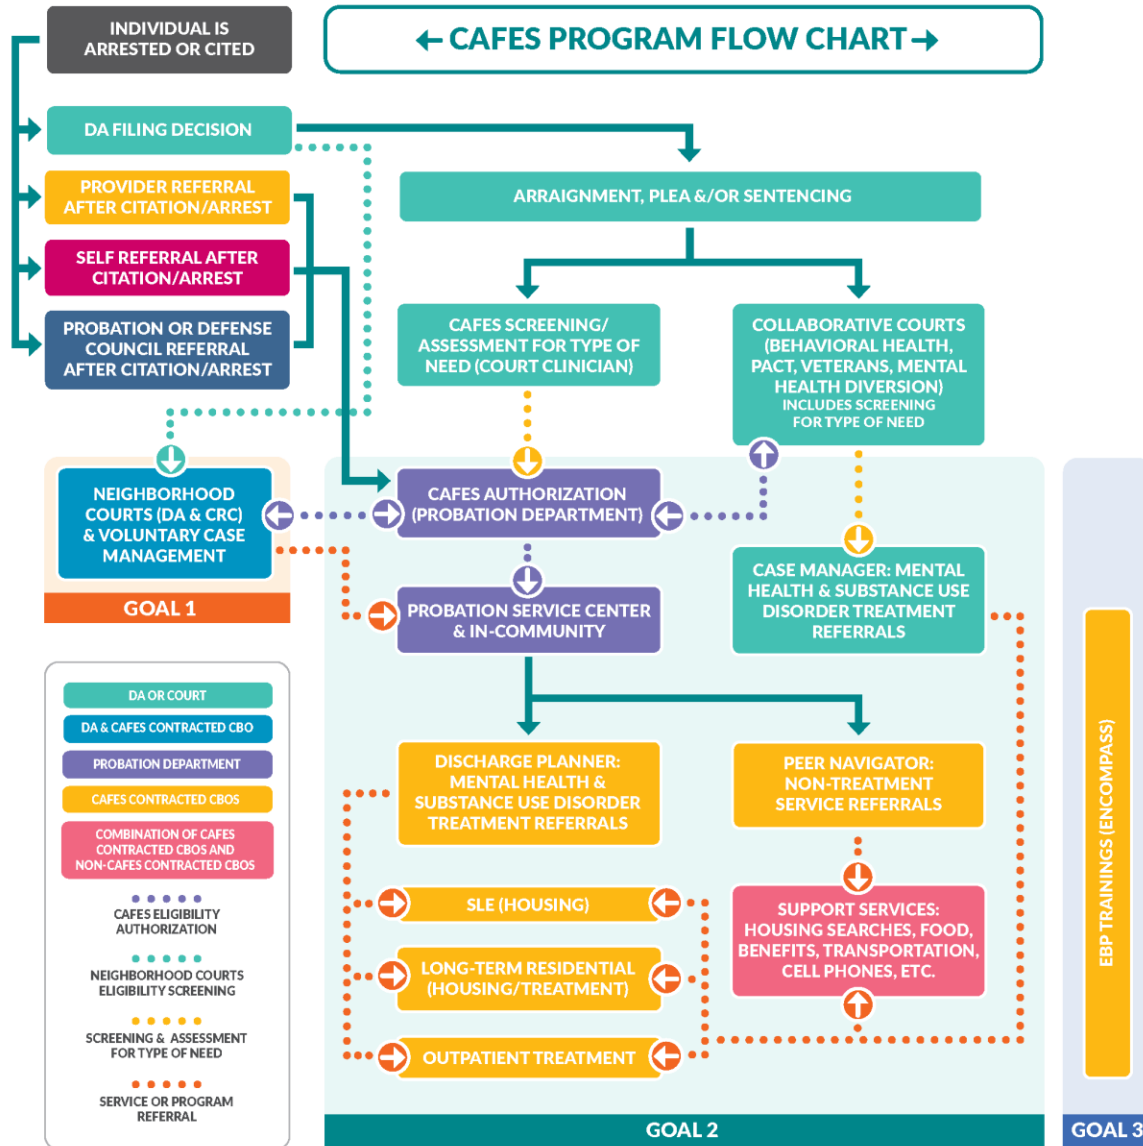 INDIVIDUAL IS
ARRESTED OR CITED
← CAFES PROGRAM FLOW CHART →
DA FILING DECISION
PROVIDER REFERRAL
AFTER CITATION/ARREST
SELF REFERRAL AFTER
CITATION/ARREST
PROBATION OR DEFENSE
COUNCIL REFERRAL
AFTER CITATION/ARREST
ARRAIGNMENT, PLEA &/OR SENTENCING
CAFES SCREENING/
ASSESSMENT FOR TYPE OF
NEED (COURT CLINICIAN)
COLLABORATIVE COURTS
(BEHAVIORAL HEALTH,
PACT, VETERANS, MENTAL
HEALTH DIVERSION)
INCLUDES SCREENING
FOR TYPE OF NEED
NEIGHBORHOOD
COURTS (DA & CRC)
& VOLUNTARY CASE
MANAGEMENT
GOAL 1
CAFES AUTHORIZATION
(PROBATION DEPARTMENT)
PROBATION SERVICE CENTER
& IN-COMMUNITY
CASE MANAGER: MENTAL
HEALTH & SUBSTANCE USE
DISORDER TREATMENT
REFERRALS
DISCHARGE PLANNER:
MENTAL HEALTH &
SUBSTANCE USE DISORDER
TREATMENT REFERRALS
PEER NAVIGATOR:
NON-TREATMENT
SERVICE REFERRALS
SLE (HOUSING)
LONG-TERM RESIDENTIAL
(HOUSING/TREATMENT)
OUTPATIENT TREATMENT
SUPPORT SERVICES:
HOUSING SEARCHES, FOOD,
BENEFITS, TRANSPORTATION,
CELL PHONES, ETC.
GOAL 2
EBP TRAININGS (ENCOMPASS)
GOAL 3
DA OR COURT
DA & CAFES CONTRACTED CBO
PROBATION DEPARTMENT
CAFES CONTRACTED CBOS
COMBINATION OF CAFES
CONTRACTED CBOS AND
NON-CAFES CONTRACTED CBOS
CAFES ELIGIBILITY
AUTHORIZATION
NEIGHBORHOOD COURTS
ELIGIBILITY SCREENING
SCREENING & ASSESSMENT
FOR TYPE OF NEED
SERVICE OR PROGRAM
REFERRAL